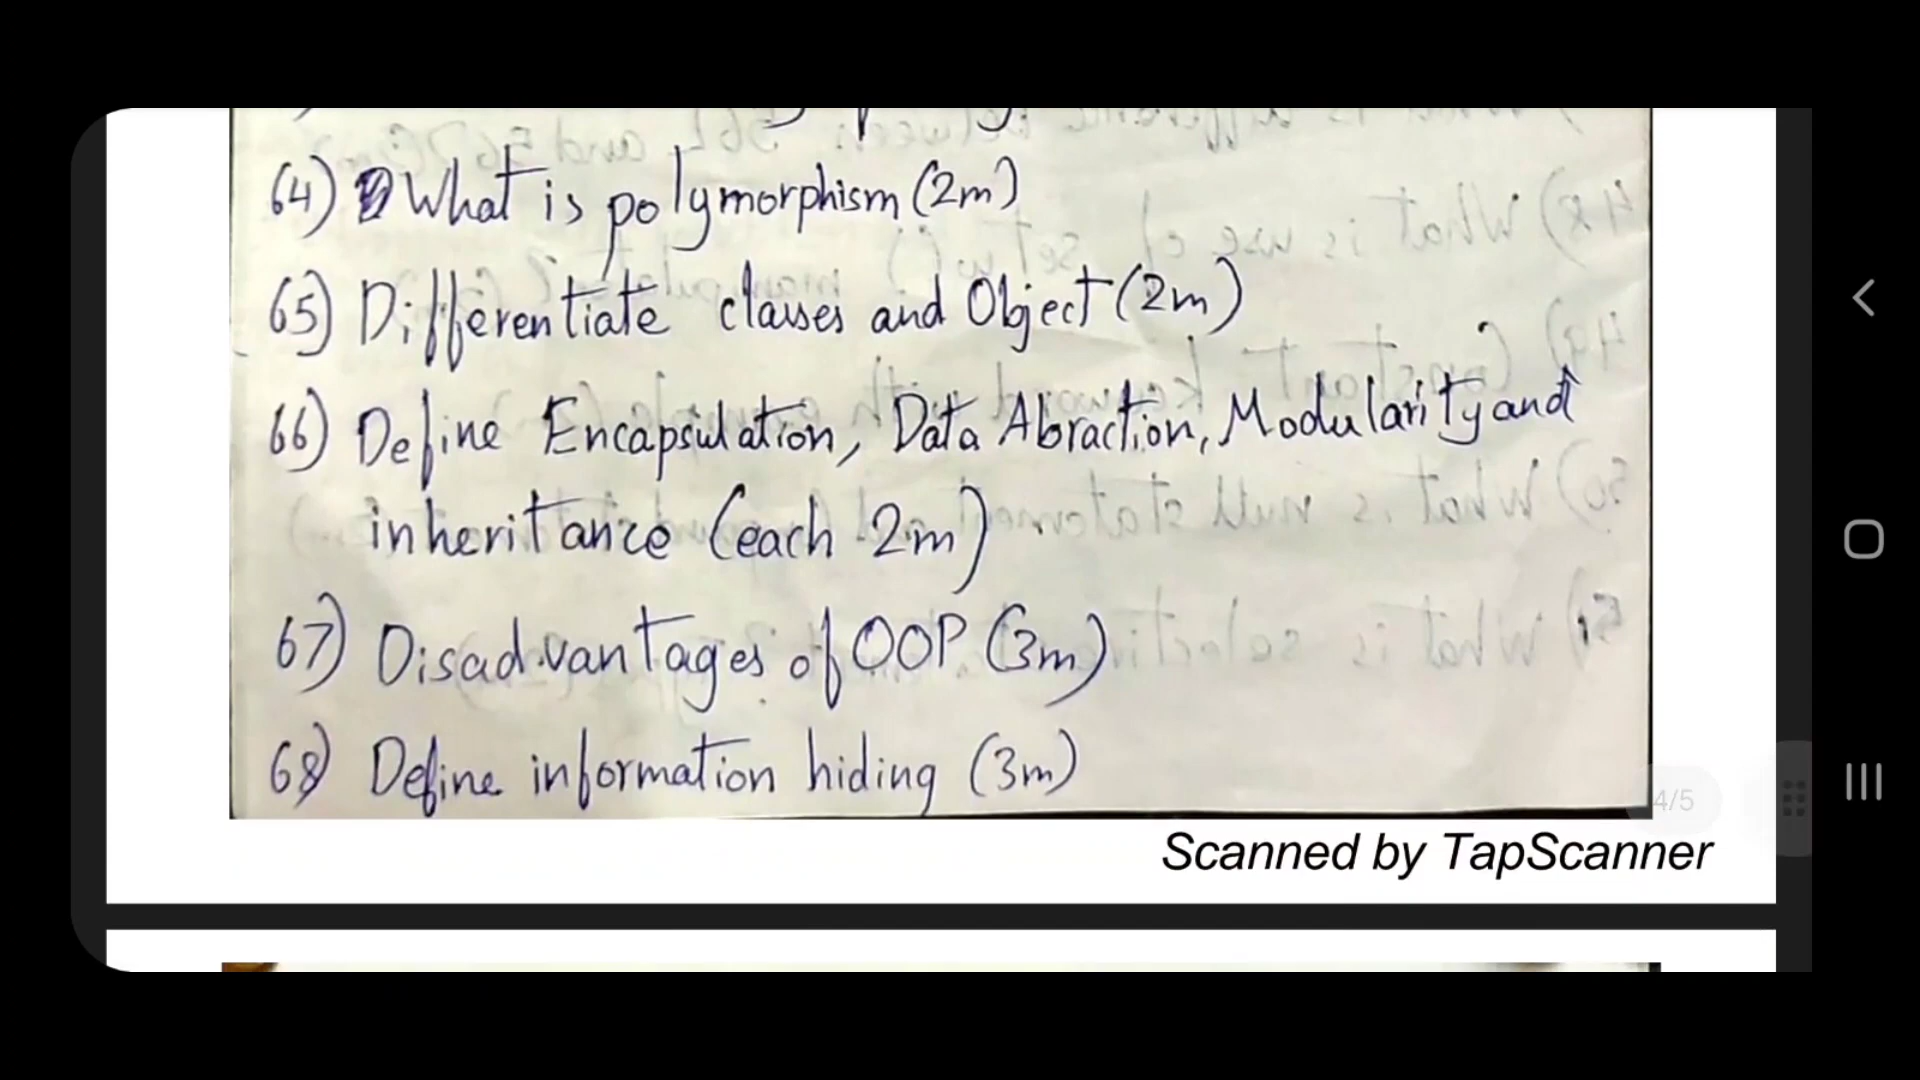 64) What is polymorphism (2m)
65) Differentiate classes and Object (2m)
66) Define Encapsulation, Data Abraction, Modularity and
inheritance (each 2m)
67) Disadvantages of OOP (3m)
68) Define information hiding (3m)
4/5
Scanned by TapScanner